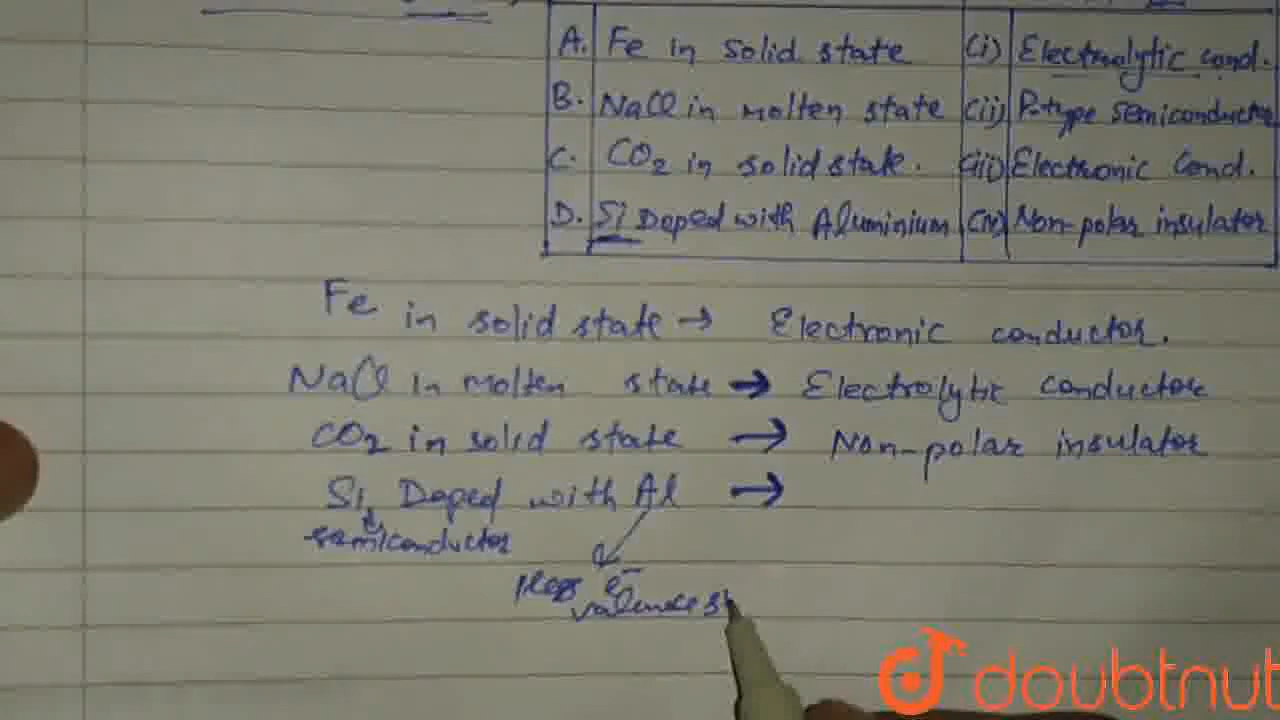 A. Fe in solid state (i) Electrolytic cond.
B. NaCl in molten state (ii) P-type semiconductor
C. CO2 in solid state. (iii) Electronic Cond.
D. Si Doped with Aluminium (iv) Non-polar insulator
Fe in solid state → Electronic conductor.
NaCl in molten state → Electrolytic conductor
CO2 in solid state → Non-polar insulator
Si Doped with Al →
semiconductor
e-
valence s
doubtnut